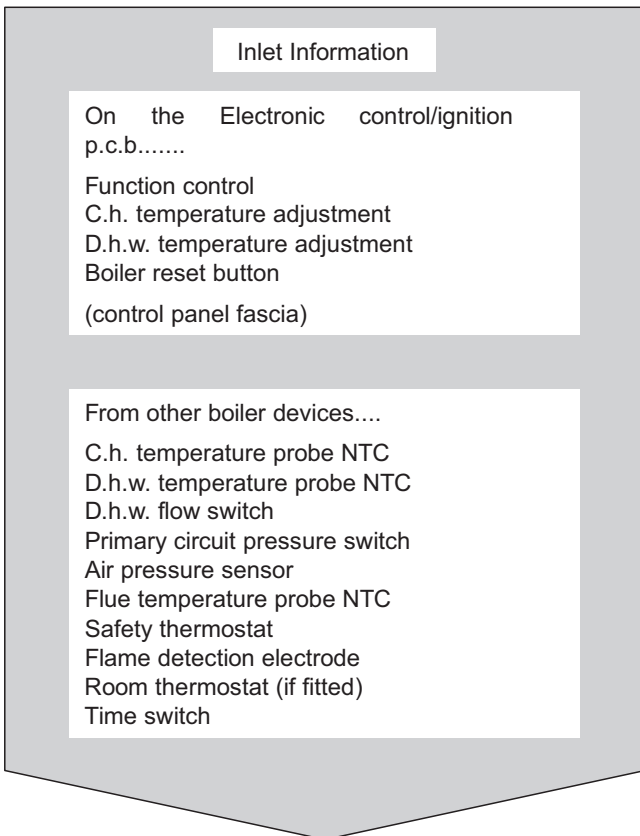 Inlet Information
On the Electronic control/ignition
p.c.b.......
Function control
C.h. temperature adjustment
D.h.w. temperature adjustment
Boiler reset button
(control panel fascia)
From other boiler devices....
C.h. temperature probe NTC
D.h.w. temperature probe NTC
D.h.w. flow switch
Primary circuit pressure switch
Air pressure sensor
Flue temperature probe NTC
Safety thermostat
Flame detection electrode
Room thermostat (if fitted)
Time switch